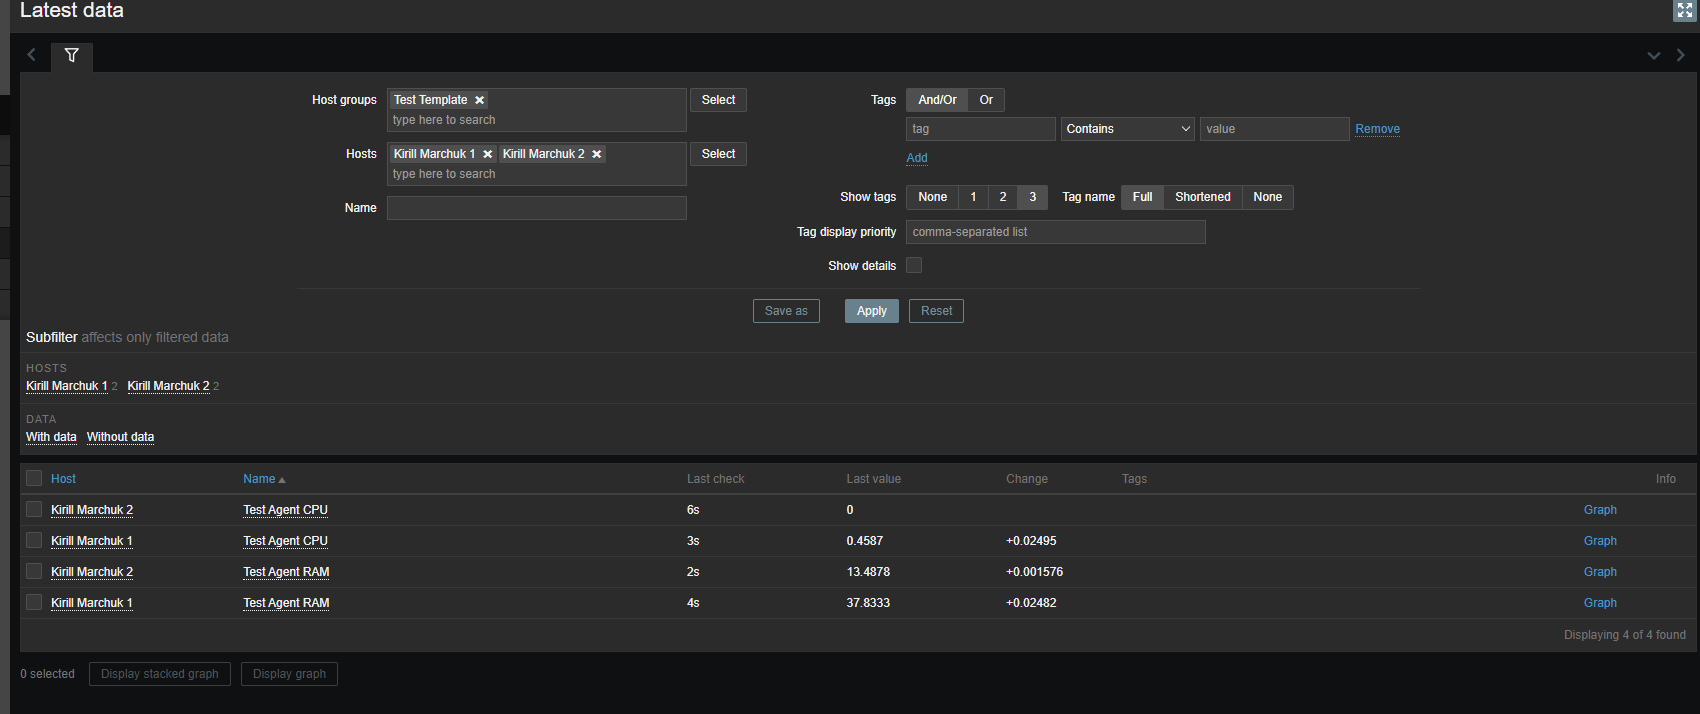 Latest data
Host groups Test Template type here to search Select
Hosts Kirill Marchuk 1 Kirill Marchuk 2 type here to search Select
Name
Tags And/Or Or
tag Contains value Remove
Add
Show tags None 1 2 3 Tag name Full Shortened None
Tag display priority comma-separated list
Show details
Save as Apply Reset
Subfilter affects only filtered data
HOSTS
Kirill Marchuk 1 2 Kirill Marchuk 2 2
DATA
With data Without data
Host Name Last check Last value Change Tags Info
Kirill Marchuk 2 Test Agent CPU 6s 0 Graph
Kirill Marchuk 1 Test Agent CPU 3s 0.4587 +0.02495 Graph
Kirill Marchuk 2 Test Agent RAM 2s 13.4878 +0.001576 Graph
Kirill Marchuk 1 Test Agent RAM 4s 37.8333 +0.02482 Graph
Displaying 4 of 4 found
0 selected Display stacked graph Display graph